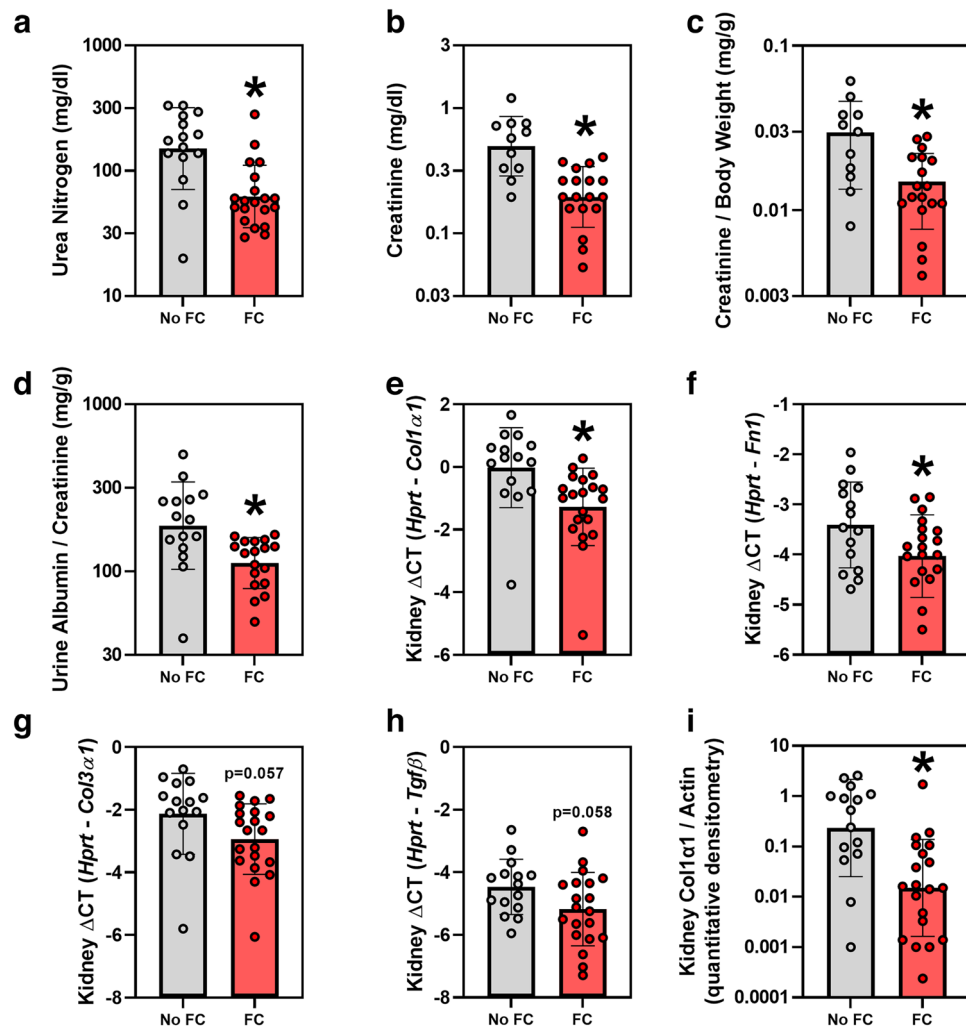 a
Urea Nitrogen (mg/dl)
1000
300
100
30
10
*
No FC
FC
b
Creatinine (mg/dl)
3
1
0.3
0.1
0.03
*
No FC
FC
c
Creatinine / Body Weight (mg/g)
0.1
0.03
0.01
0.003
*
No FC
FC
d
Urine Albumin / Creatinine (mg/g)
1000
300
100
30
*
No FC
FC
e
Kidney ΔCT (Hprt - Col1α1)
2
0
-2
-4
-6
*
No FC
FC
f
Kidney ΔCT (Hprt - Fn1)
-1
-2
-3
-4
-5
-6
*
No FC
FC
g
Kidney ΔCT (Hprt - Col3α1)
0
-2
-4
-6
-8
p=0.057
No FC
FC
h
Kidney ΔCT (Hprt - Tgfβ)
0
-2
-4
-6
-8
p=0.058
No FC
FC
i
Kidney Col1α1 / Actin
(quantitative densitometry)
10
1
0.1
0.01
0.001
0.0001
*
No FC
FC